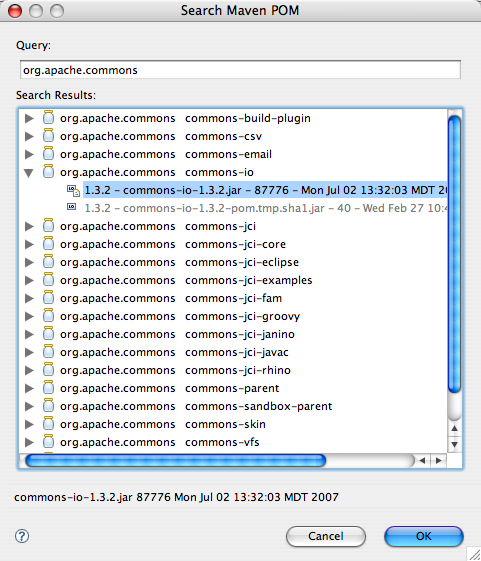 Search Maven POM
Query:
org.apache.commons
Search Results:
org.apache.commons commons-build-plugin
org.apache.commons commons-csv
org.apache.commons commons-email
org.apache.commons commons-io
1.3.2 – commons-io-1.3.2.jar – 87776 – Mon Jul 02 13:32:03 MDT 20
1.3.2 – commons-io-1.3.2-pom.tmp.sha1.jar – 40 – Wed Feb 27 10:4
org.apache.commons commons-jci
org.apache.commons commons-jci-core
org.apache.commons commons-jci-eclipse
org.apache.commons commons-jci-examples
org.apache.commons commons-jci-fam
org.apache.commons commons-jci-groovy
org.apache.commons commons-jci-janino
org.apache.commons commons-jci-javac
org.apache.commons commons-jci-rhino
org.apache.commons commons-parent
org.apache.commons commons-sandbox-parent
org.apache.commons commons-skin
org.apache.commons commons-vfs
commons-io-1.3.2.jar 87776 Mon Jul 02 13:32:03 MDT 2007
? Cancel OK